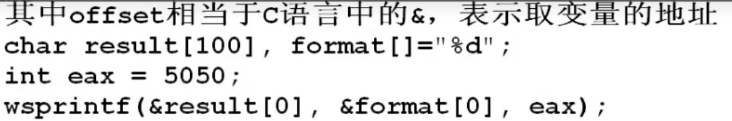 其中offset相当于C语言中的&，表示取变量的地址
char result[100], format[]="%d";
int eax = 5050;
wsprintf(&result[0], &format[0], eax);